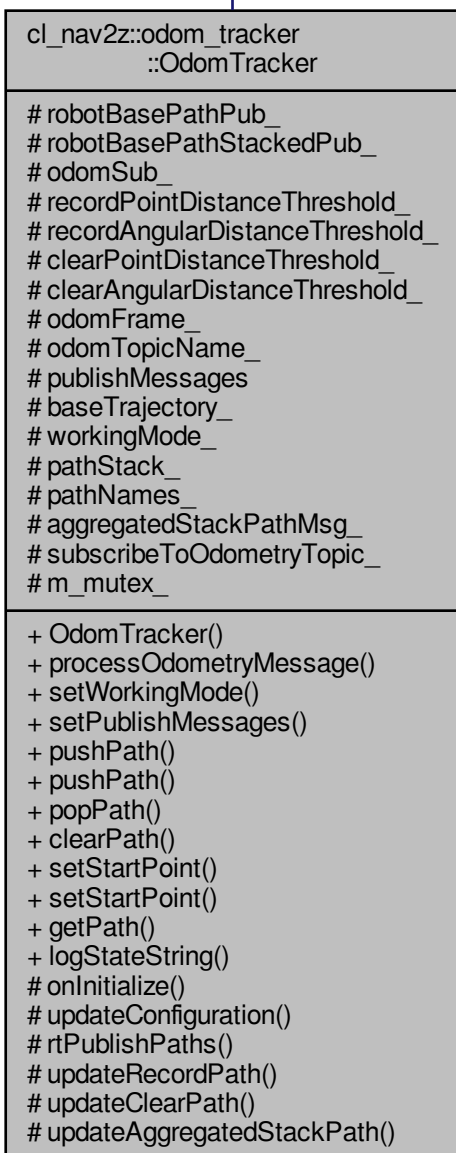 cl_nav2z::odom_tracker
::OdomTracker
# robotBasePathPub_
# robotBasePathStackedPub_
# odomSub_
# recordPointDistanceThreshold_
# recordAngularDistanceThreshold_
# clearPointDistanceThreshold_
# clearAngularDistanceThreshold_
# odomFrame_
# odomTopicName_
# publishMessages
# baseTrajectory_
# workingMode_
# pathStack_
# pathNames_
# aggregatedStackPathMsg_
# subscribeToOdometryTopic_
# m_mutex_
+ OdomTracker()
+ processOdometryMessage()
+ setWorkingMode()
+ setPublishMessages()
+ pushPath()
+ pushPath()
+ popPath()
+ clearPath()
+ setStartPoint()
+ setStartPoint()
+ getPath()
+ logStateString()
# onInitialize()
# updateConfiguration()
# rtPublishPaths()
# updateRecordPath()
# updateClearPath()
# updateAggregatedStackPath()